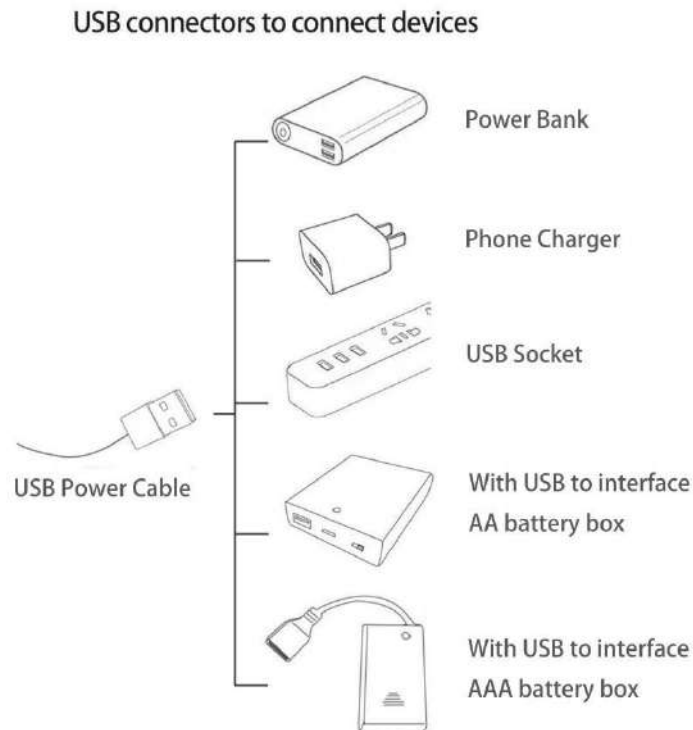 USB connectors to connect devices
Power Bank
Phone Charger
USB Socket
USB Power Cable
With USB to interface
AA battery box
With USB to interface
AAA battery box